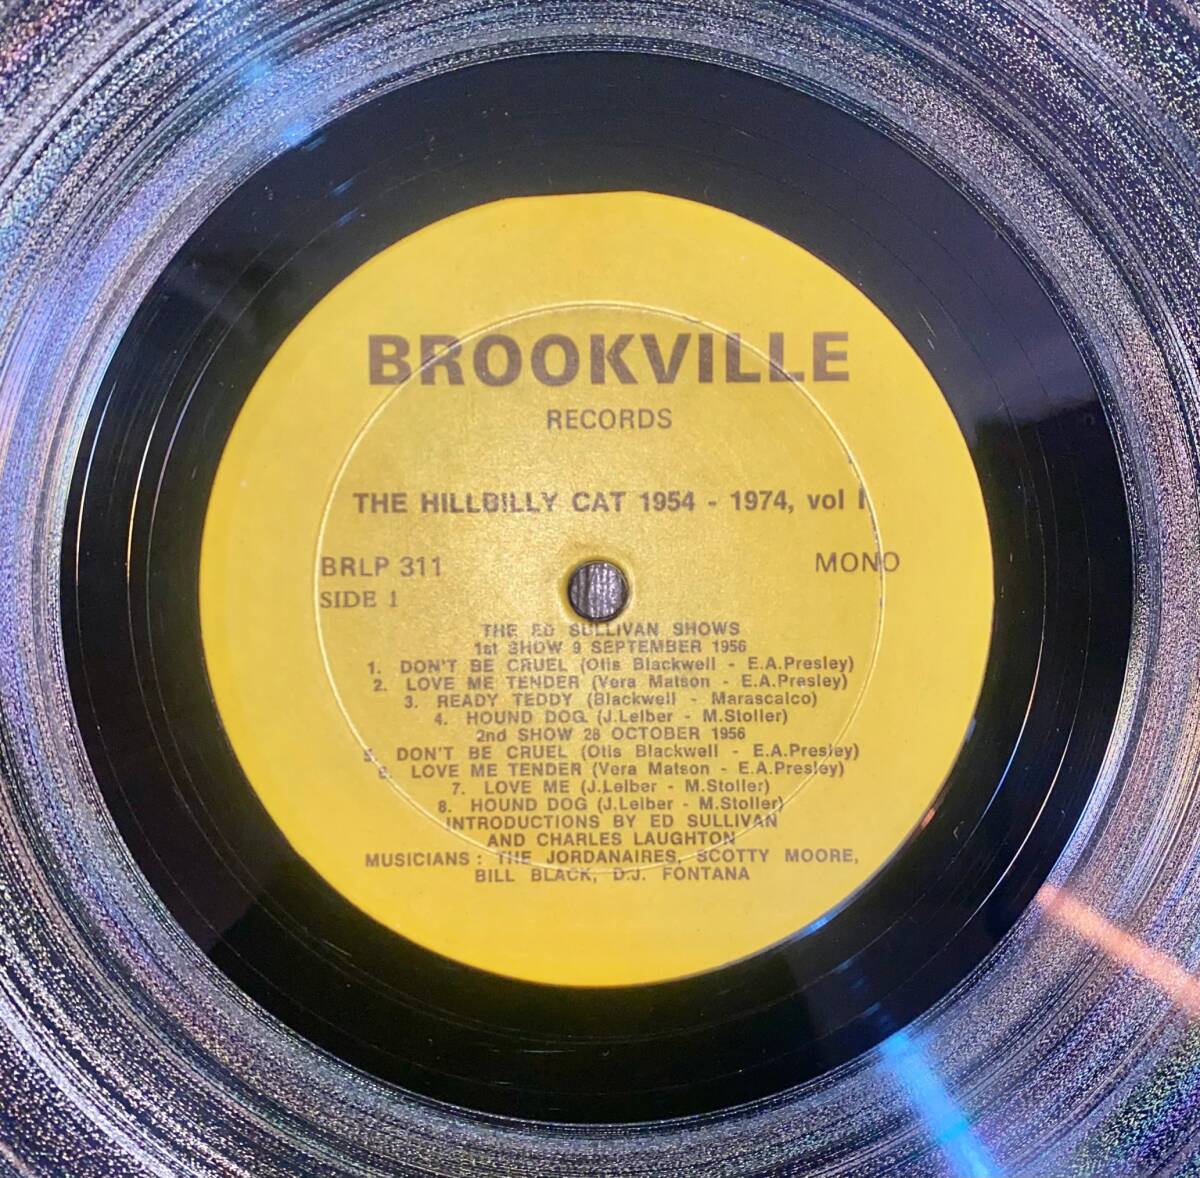 BROOKVILLE
RECORDS
THE HILLBILLY CAT 1954 - 1974, vol I
BRLP 311
MONO
SIDE 1
THE ED SULLIVAN SHOWS
1st SHOW 9 SEPTEMBER 1956
1. DON'T BE CRUEL (Otis Blackwell - E.A.Presley)
2. LOVE ME TENDER (Vera Matson - E.A.Presley)
3. READY TEDDY (Blackwell - Marascalco)
4. HOUND DOG (J.Leiber - M.Stoller)
2nd SHOW 28 OCTOBER 1956
5. DON'T BE CRUEL (Otis Blackwell - E.A.Presley)
6. LOVE ME TENDER (Vera Matson - E.A.Presley)
7. LOVE ME (J.Leiber - M.Stoller)
8. HOUND DOG (J.Leiber - M.Stoller)
INTRODUCTIONS BY ED SULLIVAN
AND CHARLES LAUGHTON
MUSICIANS : THE JORDANAIRES, SCOTTY MOORE,
BILL BLACK, D.J. FONTANA